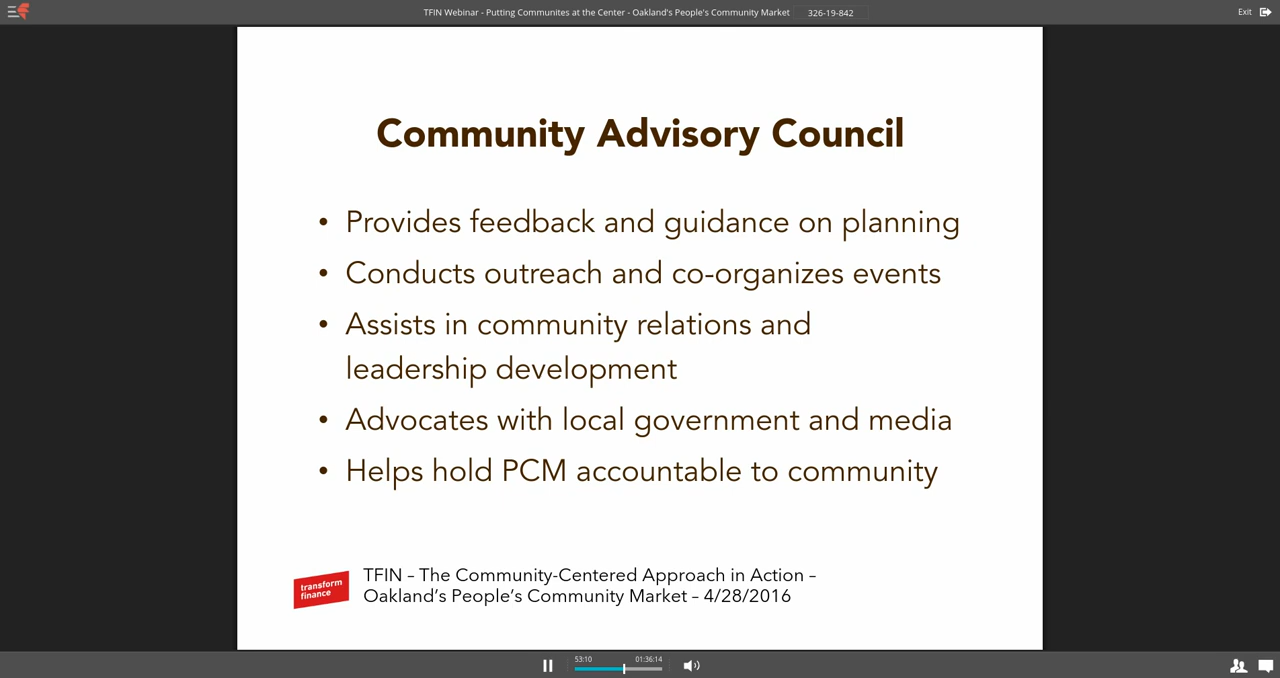 TFIN Webinar - Putting Communites at the Center - Oakland's People's Community Market 326-19-842
Exit
Community Advisory Council
• Provides feedback and guidance on planning
• Conducts outreach and co-organizes events
• Assists in community relations and
leadership development
• Advocates with local government and media
• Helps hold PCM accountable to community
transform
finance
TFIN – The Community-Centered Approach in Action –
Oakland's People's Community Market – 4/28/2016
53:10 01:36:14